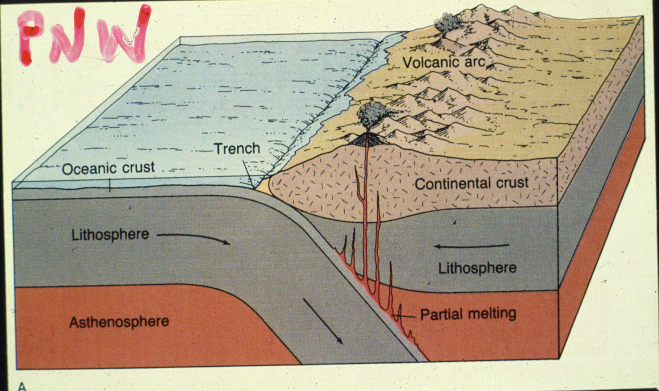 PNW
Volcanic arc
Trench
Oceanic crust
Continental crust
Lithosphere
Lithosphere
Partial melting
Asthenosphere
A